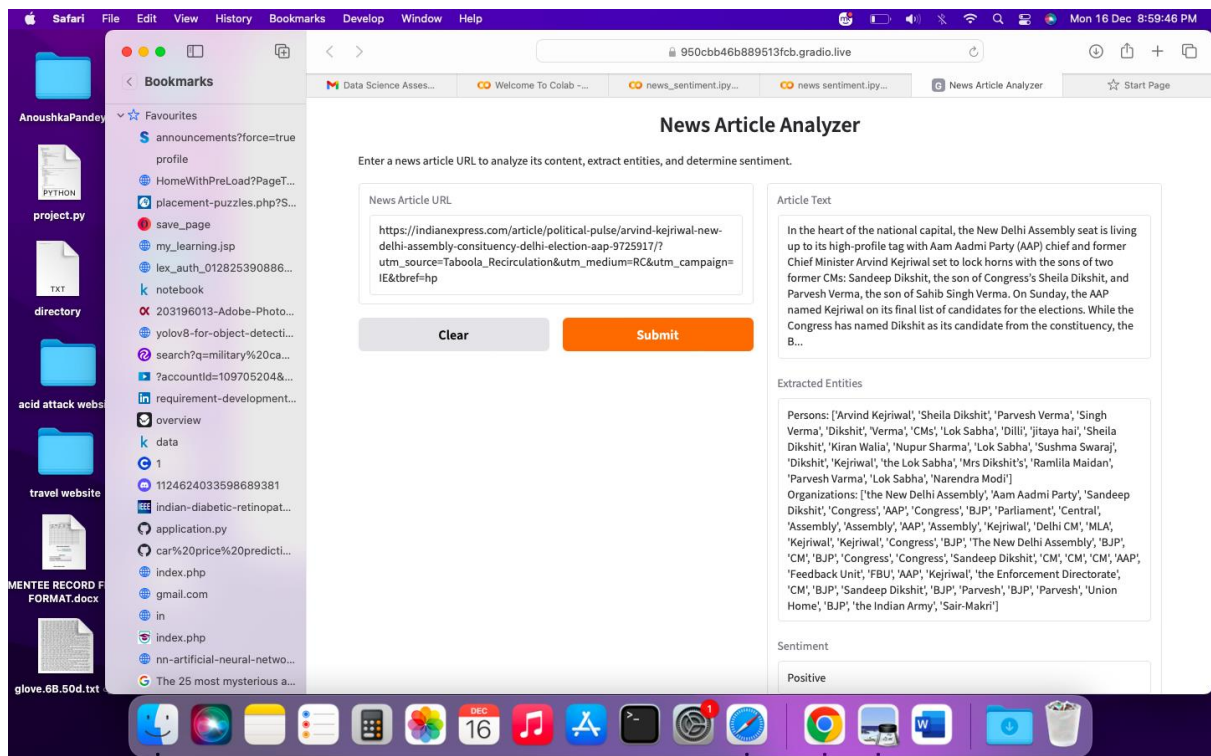 Safari File Edit View History Bookmarks Develop Window Help Mon 16 Dec 8:59:46 PM
950cbb46b889513fcb.gradio.live
Bookmarks
Data Science Asses...
Welcome To Colab -...
news_sentiment.ipy...
news sentiment.ipy...
News Article Analyzer
Start Page
AnoushkaPandey
PYTHON
project.py
TXT
directory
acid attack websi
travel website
MENTEE RECORD F
FORMAT.docx
glove.6B.50d.txt
Favourites
announcements?force=true
profile
HomeWithPreLoad?PageT...
placement-puzzles.php?S...
save_page
my_learning.jsp
lex_auth_012825390886...
notebook
203196013-Adobe-Photo...
yolov8-for-object-detecti...
search?q=military%20ca...
?accountId=109705204&...
requirement-development...
overview
data
1
1124624033598689381
indian-diabetic-retinopat...
application.py
car%20price%20predicti...
index.php
gmail.com
in
index.php
nn-artificial-neural-netwo...
The 25 most mysterious a...
News Article Analyzer
Enter a news article URL to analyze its content, extract entities, and determine sentiment.
News Article URL
https://indianexpress.com/article/political-pulse/arvind-kejriwal-new-
delhi-assembly-consituency-delhi-election-aap-9725917/?
utm_source=Taboola_Recirculation&utm_medium=RC&utm_campaign=
IE&tbref=hp
Clear
Submit
Article Text
In the heart of the national capital, the New Delhi Assembly seat is living
up to its high-profile tag with Aam Aadmi Party (AAP) chief and former
Chief Minister Arvind Kejriwal set to lock horns with the sons of two
former CMs: Sandeep Dikshit, the son of Congress's Sheila Dikshit, and
Parvesh Verma, the son of Sahib Singh Verma. On Sunday, the AAP
named Kejriwal on its final list of candidates for the elections. While the
Congress has named Dikshit as its candidate from the constituency, the
B...
Extracted Entities
Persons: ['Arvind Kejriwal', 'Sheila Dikshit', 'Parvesh Verma', 'Singh
Verma', 'Dikshit', 'Verma', 'CMs', 'Lok Sabha', 'Dilli', 'jitaya hai', 'Sheila
Dikshit', 'Kiran Walia', 'Nupur Sharma', 'Lok Sabha', 'Sushma Swaraj',
'Dikshit', 'Kejriwal', 'the Lok Sabha', 'Mrs Dikshit's', 'Ramlila Maidan',
'Parvesh Varma', 'Lok Sabha', 'Narendra Modi']
Organizations: ['the New Delhi Assembly', 'Aam Aadmi Party', 'Sandeep
Dikshit', 'Congress', 'AAP', 'Congress', 'BJP', 'Parliament', 'Central',
'Assembly', 'Assembly', 'AAP', 'Assembly', 'Kejriwal', 'Delhi CM', 'MLA',
'Kejriwal', 'Kejriwal', 'Congress', 'BJP', 'The New Delhi Assembly', 'BJP',
'CM', 'BJP', 'Congress', 'Congress', 'Sandeep Dikshit', 'CM', 'CM', 'CM', 'AAP',
'Feedback Unit', 'FBU', 'AAP', 'Kejriwal', 'the Enforcement Directorate',
'CM', 'BJP', 'Sandeep Dikshit', 'BJP', 'Parvesh', 'BJP', 'Parvesh', 'Union
Home', 'BJP', 'the Indian Army', 'Sair-Makri']
Sentiment
Positive
DEC
16
1